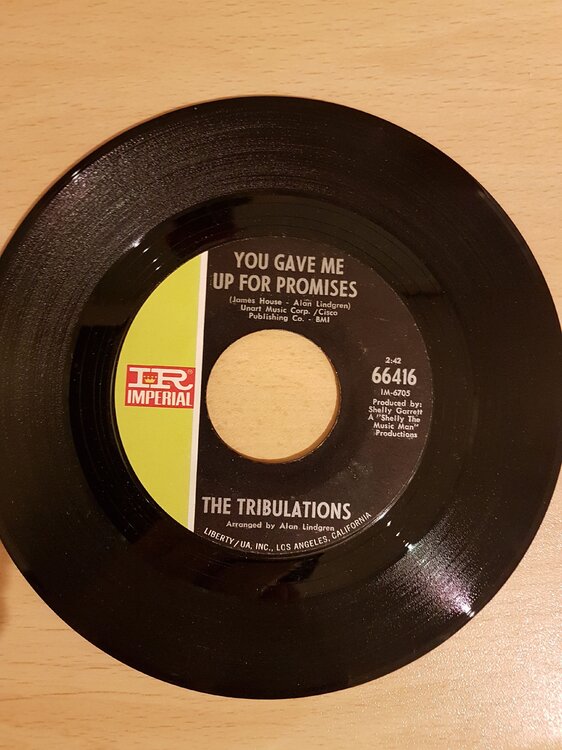 YOU GAVE ME
UP FOR PROMISES
(James House - Alan Lindgren)
Unart Music Corp. /Cisco
Publishing Co. - BMI
2:42
66416
IM-6705
Produced by:
Shelly Garrett
A "Shelly The
Music Man"
Productions
IR®
IMPERIAL
THE TRIBULATIONS
Arranged by Alan Lindgren
LIBERTY/UA, INC., LOS ANGELES, CALIFORNIA